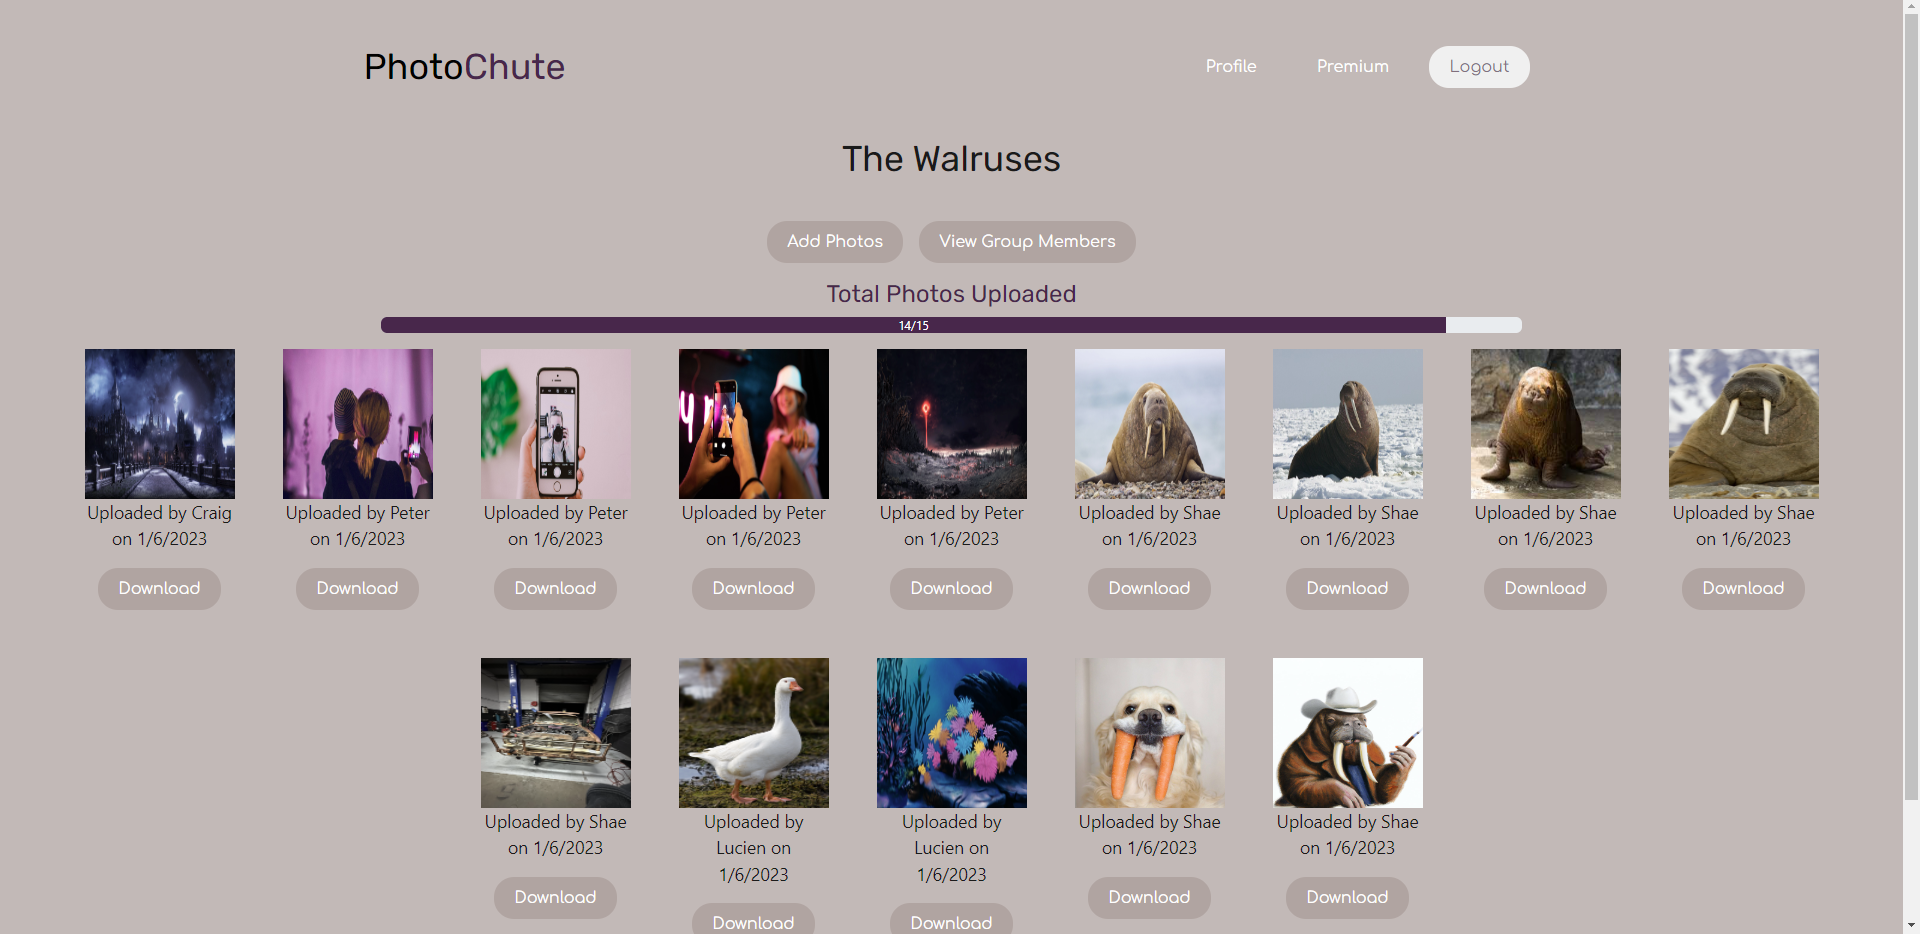 PhotoChute
Profile
Premium
Logout
The Walruses
Add Photos
View Group Members
Total Photos Uploaded
14/15
Uploaded by Craig
on 1/6/2023
Download
Uploaded by Peter
on 1/6/2023
Download
Uploaded by Peter
on 1/6/2023
Download
Uploaded by Peter
on 1/6/2023
Download
Uploaded by Peter
on 1/6/2023
Download
Uploaded by Shae
on 1/6/2023
Download
Uploaded by Shae
on 1/6/2023
Download
Uploaded by Shae
on 1/6/2023
Download
Uploaded by Shae
on 1/6/2023
Download
Uploaded by Shae
on 1/6/2023
Download
Uploaded by
Lucien on
1/6/2023
Download
Uploaded by
Lucien on
1/6/2023
Download
Uploaded by Shae
on 1/6/2023
Download
Uploaded by Shae
on 1/6/2023
Download